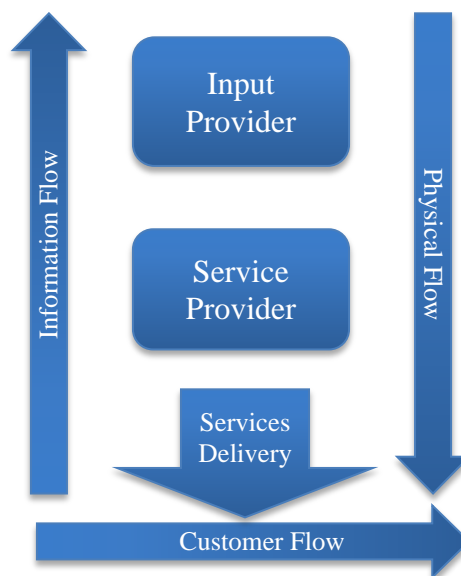 Input
Provider
Information Flow
Physical Flow
Service
Provider
Services
Delivery
Customer Flow